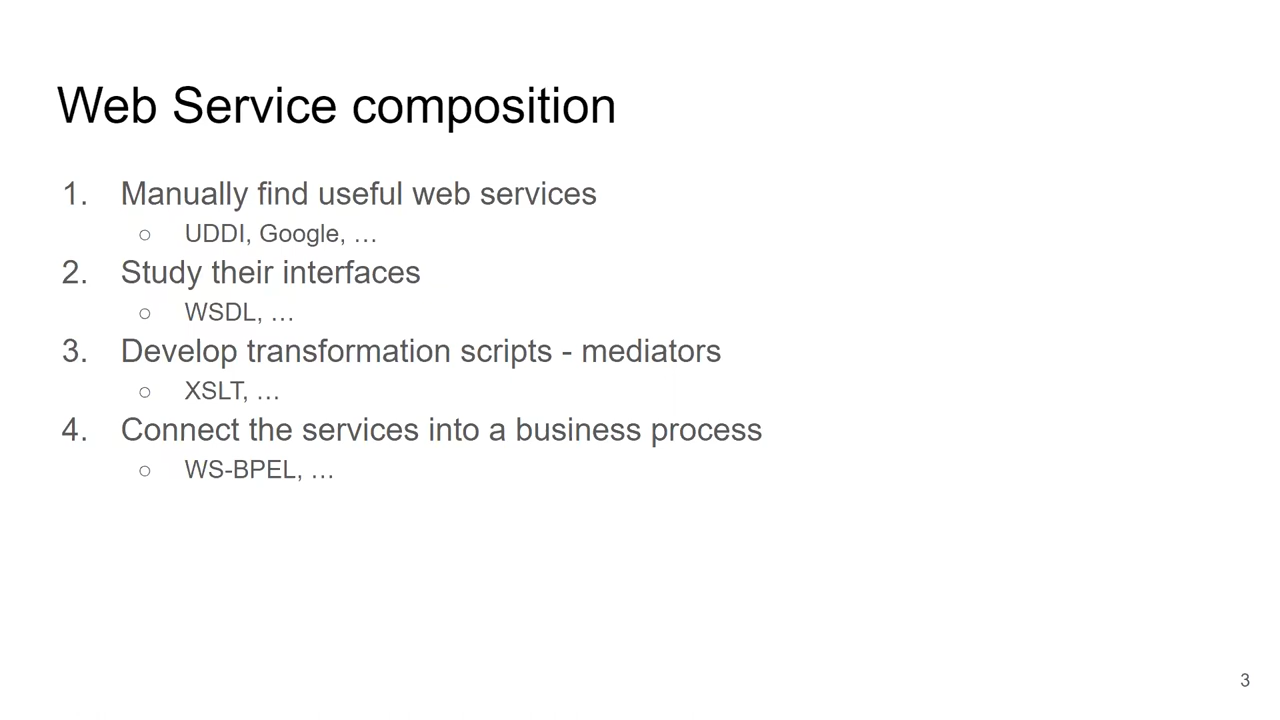 Web Service composition
1. Manually find useful web services
○ UDDI, Google, …
2. Study their interfaces
○ WSDL, …
3. Develop transformation scripts - mediators
○ XSLT, …
4. Connect the services into a business process
○ WS-BPEL, …
3